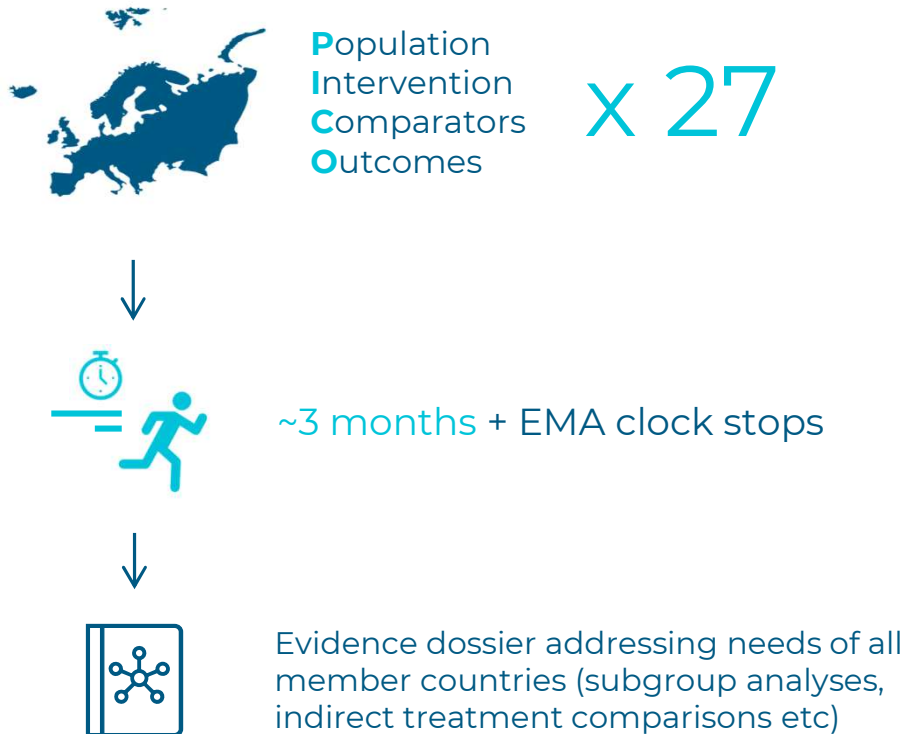 Population
Intervention
Comparators
Outcomes
x 27
~3 months + EMA clock stops
Evidence dossier addressing needs of all
member countries (subgroup analyses,
indirect treatment comparisons etc)